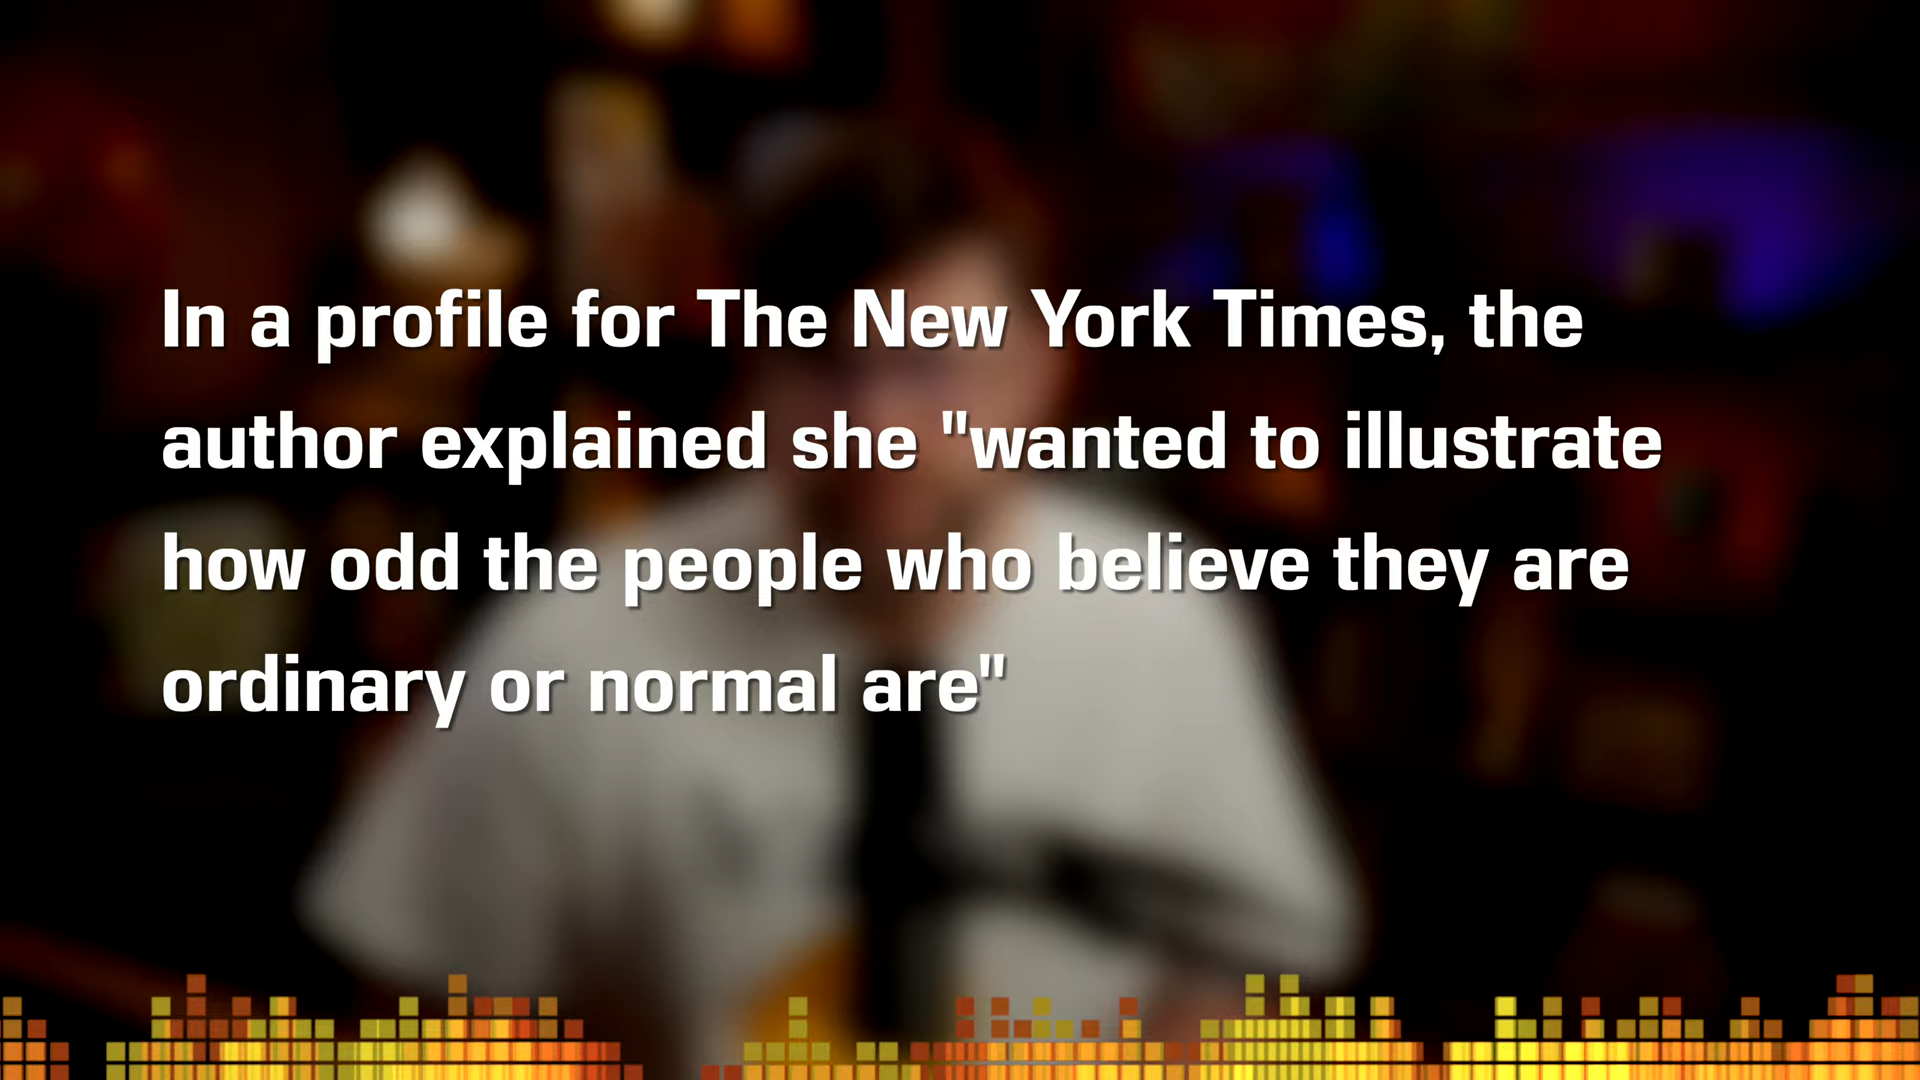 In a profile for The New York Times, the
author explained she "wanted to illustrate
how odd the people who believe they are
ordinary or normal are"